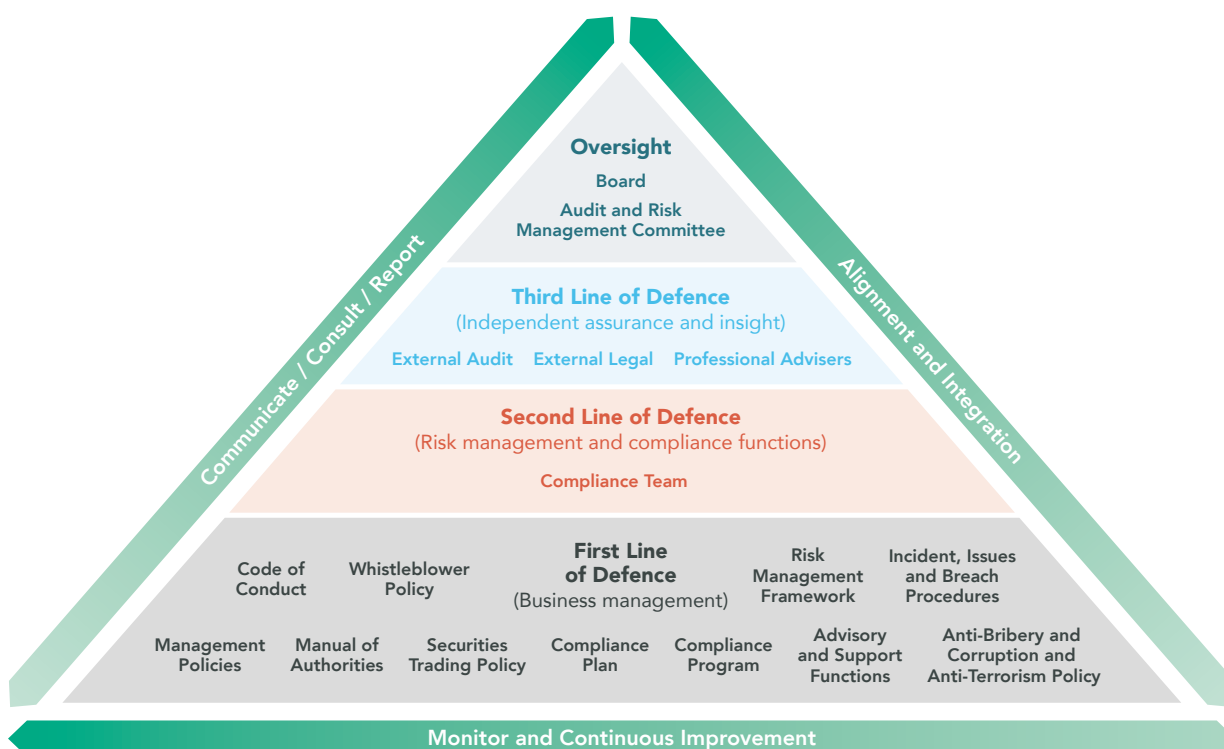 Oversight
Board
Audit and Risk
Management Committee
Communicate / Consult / Report
Alignment and Integration
Third Line of Defence
(Independent assurance and insight)
External Audit External Legal Professional Advisers
Second Line of Defence
(Risk management and compliance functions)
Compliance Team
First Line
of Defence
(Business management)
Code of
Conduct
Whistleblower
Policy
Risk
Management
Framework
Incident, Issues
and Breach
Procedures
Management
Policies
Manual of
Authorities
Securities
Trading Policy
Compliance
Plan
Compliance
Program
Advisory
and Support
Functions
Anti-Bribery and
Corruption and
Anti-Terrorism Policy
Monitor and Continuous Improvement